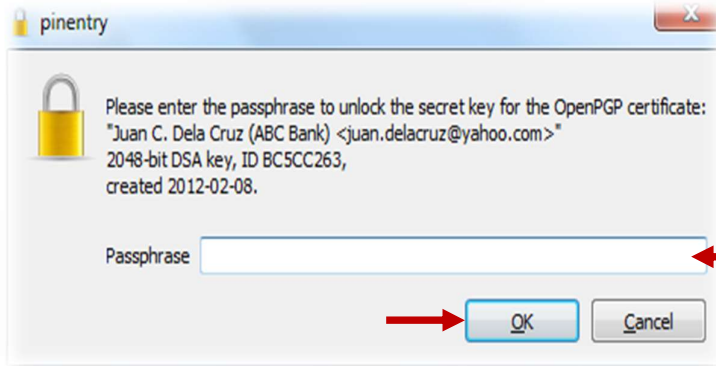 pinentry
Please enter the passphrase to unlock the secret key for the OpenPGP certificate:
"Juan C. Dela Cruz (ABC Bank) <juan.delacruz@yahoo.com>"
2048-bit DSA key, ID BC5CC263,
created 2012-02-08.
Passphrase
OK
Cancel